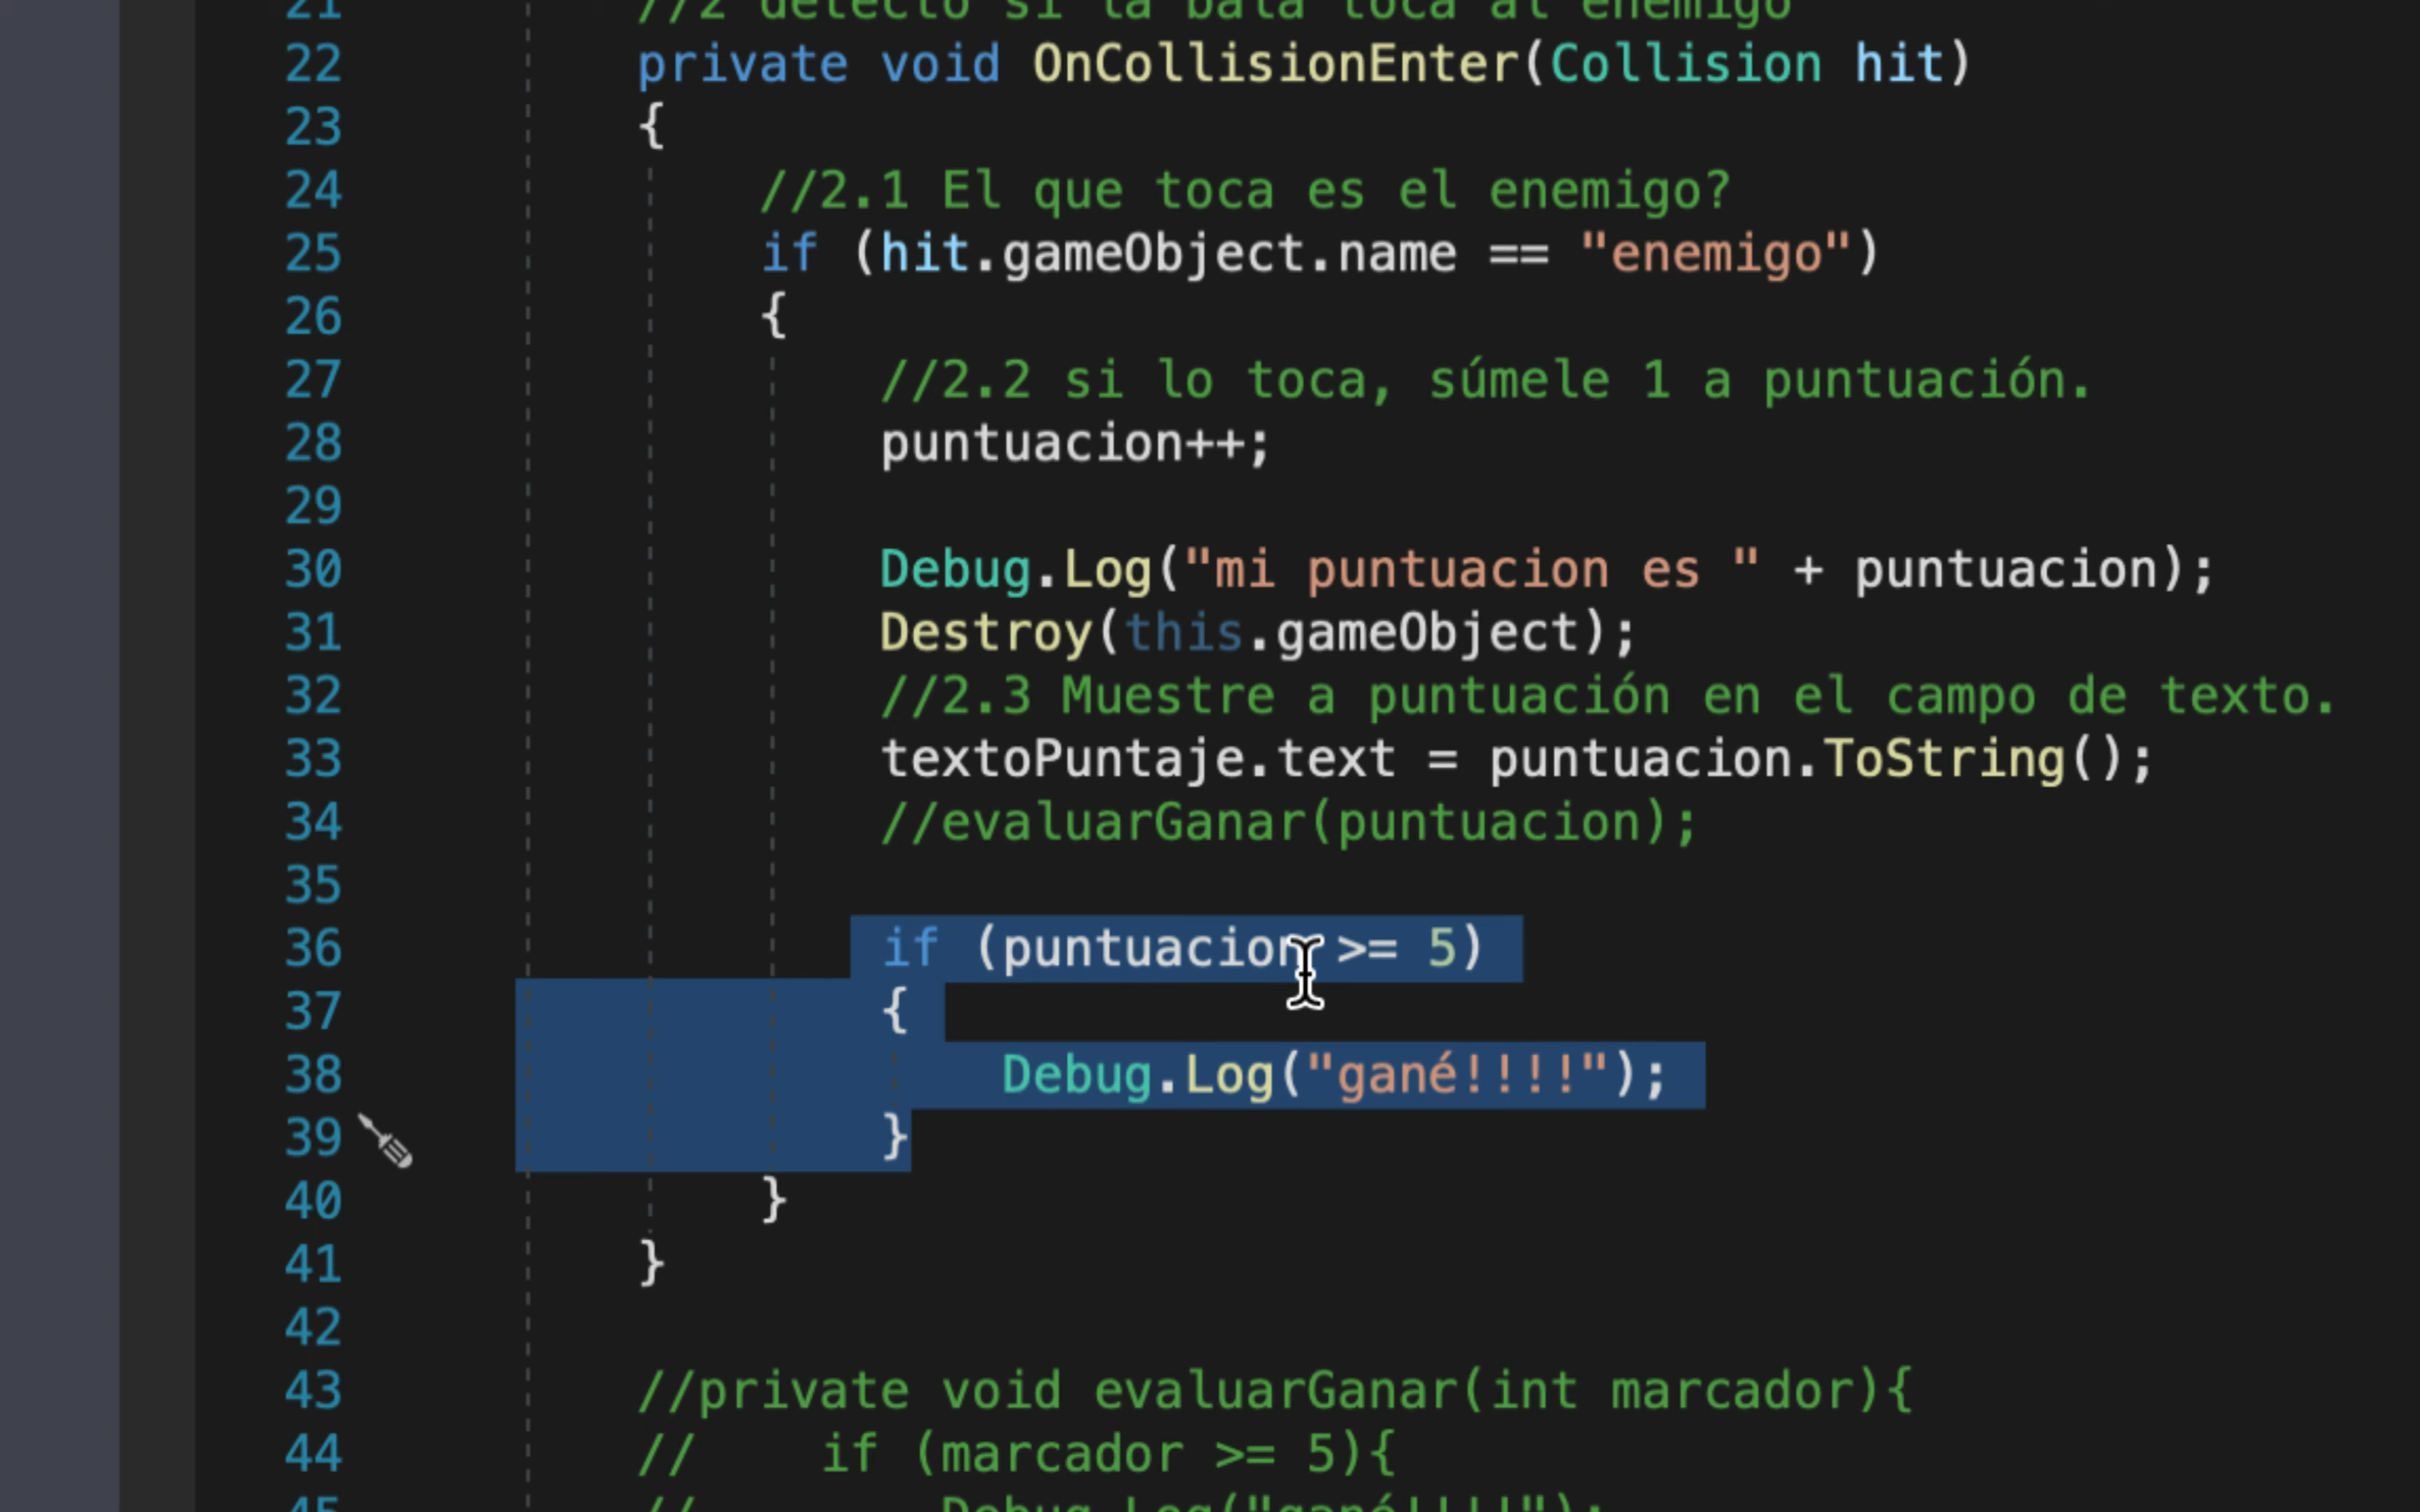 21 //2 detecto si la bala toca al enemigo
22 private void OnCollisionEnter(Collision hit)
23 {
24 //2.1 El que toca es el enemigo?
25 if (hit.gameObject.name == "enemigo")
26 {
27 //2.2 si lo toca, súmele 1 a puntuación.
28 puntuacion++;
29
30 Debug.Log("mi puntuacion es " + puntuacion);
31 Destroy(this.gameObject);
32 //2.3 Muestre a puntuación en el campo de texto.
33 textoPuntaje.text = puntuacion.ToString();
34 //evaluarGanar(puntuacion);
35
36 if (puntuacion >= 5)
37 {
38 Debug.Log("gané!!!!");
39 }
40 }
41 }
42
43 //private void evaluarGanar(int marcador){
44 // if (marcador >= 5){
45 // Debug.Log("gané!!!!");